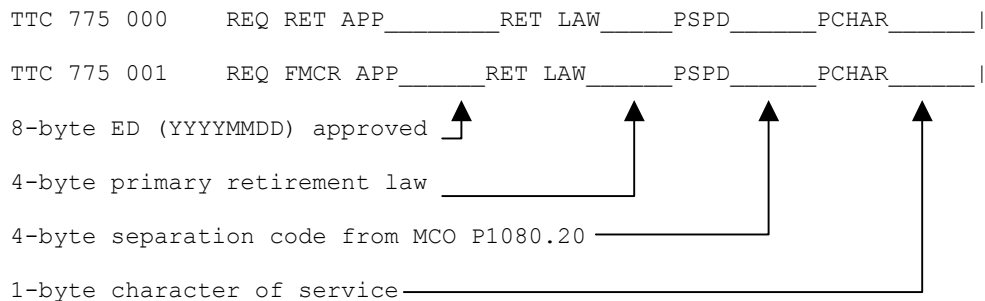 TTC 775 000 REQ RET APP________RET LAW_____PSPD______PCHAR______|
TTC 775 001 REQ FMCR APP______RET LAW______PSPD______PCHAR______|
8-byte ED (YYYYMMDD) approved
4-byte primary retirement law
4-byte separation code from MCO P1080.20
1-byte character of service